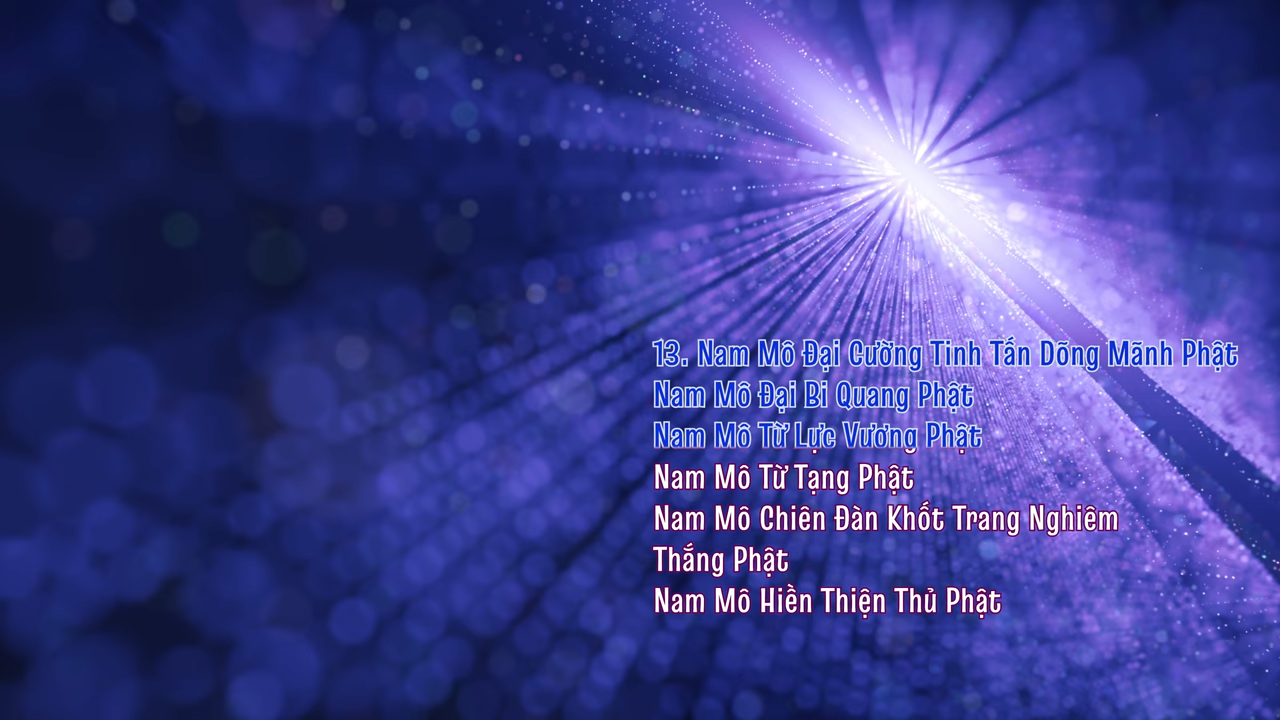 13. Nam Mô Đại Cường Tinh Tấn Dõng Mãnh Phật
Nam Mô Đại Bi Quang Phật
Nam Mô Từ Lực Vương Phật
Nam Mô Từ Tạng Phật
Nam Mô Chiên Đàn Khốt Trang Nghiêm
Thắng Phật
Nam Mô Hiền Thiện Thủ Phật